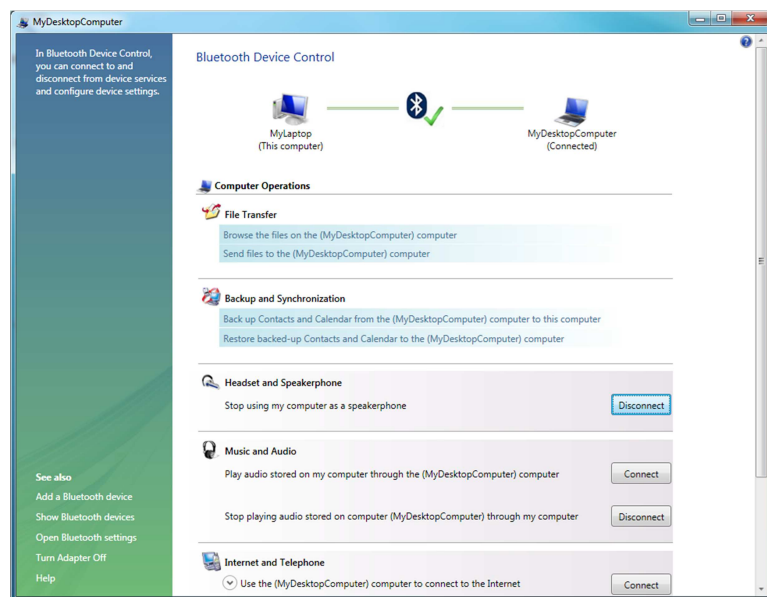 MyDesktopComputer
In Bluetooth Device Control,
you can connect to and
disconnect from device services
and configure device settings.
Bluetooth Device Control
MyLaptop
(This computer)
MyDesktopComputer
(Connected)
Computer Operations
File Transfer
Browse the files on the (MyDesktopComputer) computer
Send files to the (MyDesktopComputer) computer
Backup and Synchronization
Back up Contacts and Calendar from the (MyDesktopComputer) computer to this computer
Restore backed-up Contacts and Calendar to the (MyDesktopComputer) computer
Headset and Speakerphone
Stop using my computer as a speakerphone
Disconnect
Music and Audio
Play audio stored on my computer through the (MyDesktopComputer) computer
Connect
Stop playing audio stored on computer (MyDesktopComputer) through my computer
Disconnect
Internet and Telephone
Use the (MyDesktopComputer) computer to connect to the Internet
Connect
See also
Add a Bluetooth device
Show Bluetooth devices
Open Bluetooth settings
Turn Adapter Off
Help